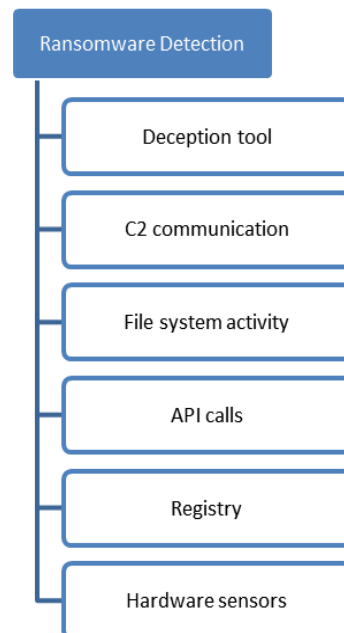 Ransomware Detection
Deception tool
C2 communication
File system activity
API calls
Registry
Hardware sensors